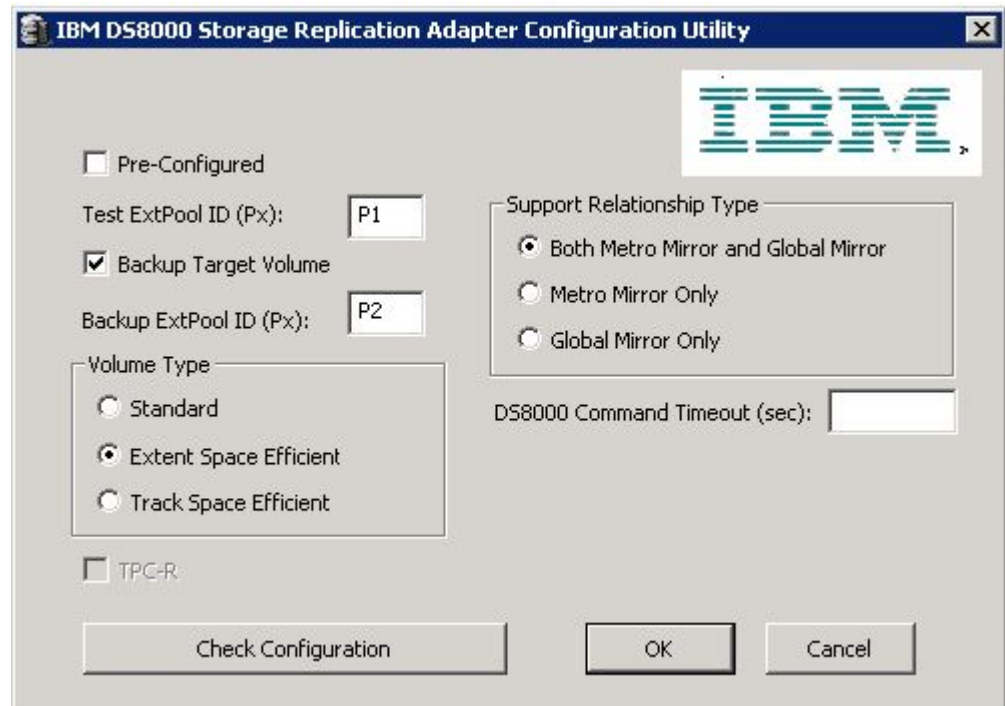 IBM DS8000 Storage Replication Adapter Configuration Utility
IBM.
Pre-Configured
Test ExtPool ID (Px):
P1
Backup Target Volume
Backup ExtPool ID (Px):
P2
Volume Type
Standard
Extent Space Efficient
Track Space Efficient
TPC-R
Support Relationship Type
Both Metro Mirror and Global Mirror
Metro Mirror Only
Global Mirror Only
DS8000 Command Timeout (sec):
Check Configuration
OK
Cancel